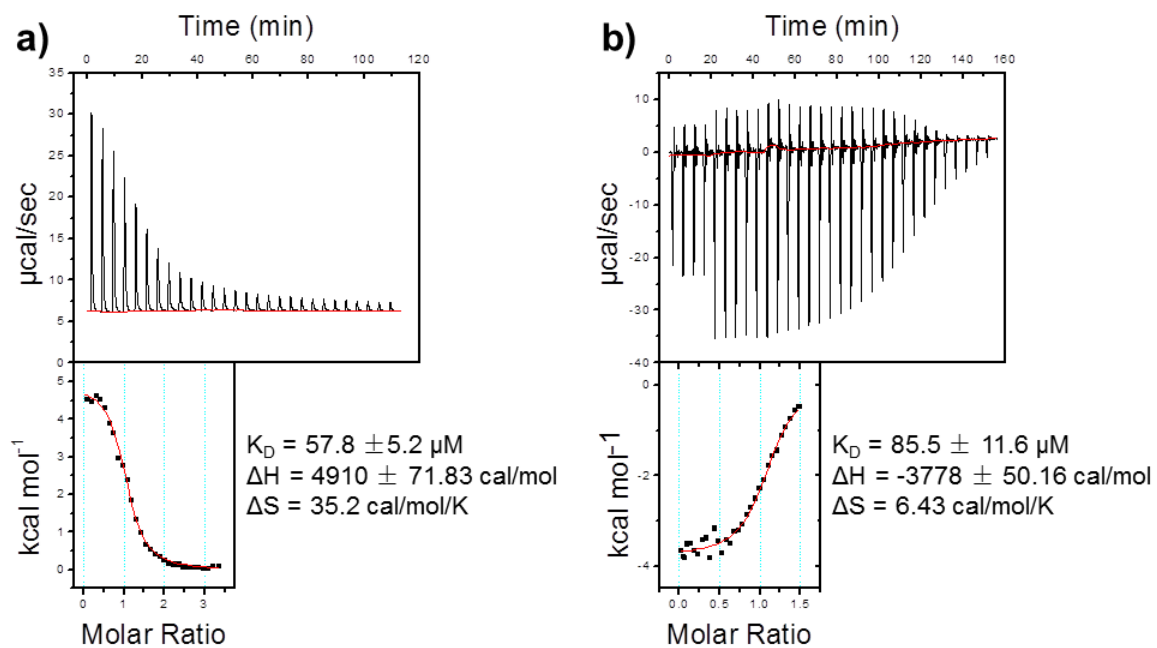 a)
Time (min)
0 20 40 60 80 100 120
35
30
25
20
15
10
5
0
µcal/sec
5
4
3
2
1
0
kcal mol⁻¹
0 1 2 3
Molar Ratio
K_D = 57.8 ±5.2 µM
ΔH = 4910 ± 71.83 cal/mol
ΔS = 35.2 cal/mol/K
b)
Time (min)
0 20 40 60 80 100 120 140 160
10
0
-10
-20
-30
-40
µcal/sec
0
-2
-4
kcal mol⁻¹
0.0 0.5 1.0 1.5
Molar Ratio
K_D = 85.5 ± 11.6 µM
ΔH = -3778 ± 50.16 cal/mol
ΔS = 6.43 cal/mol/K